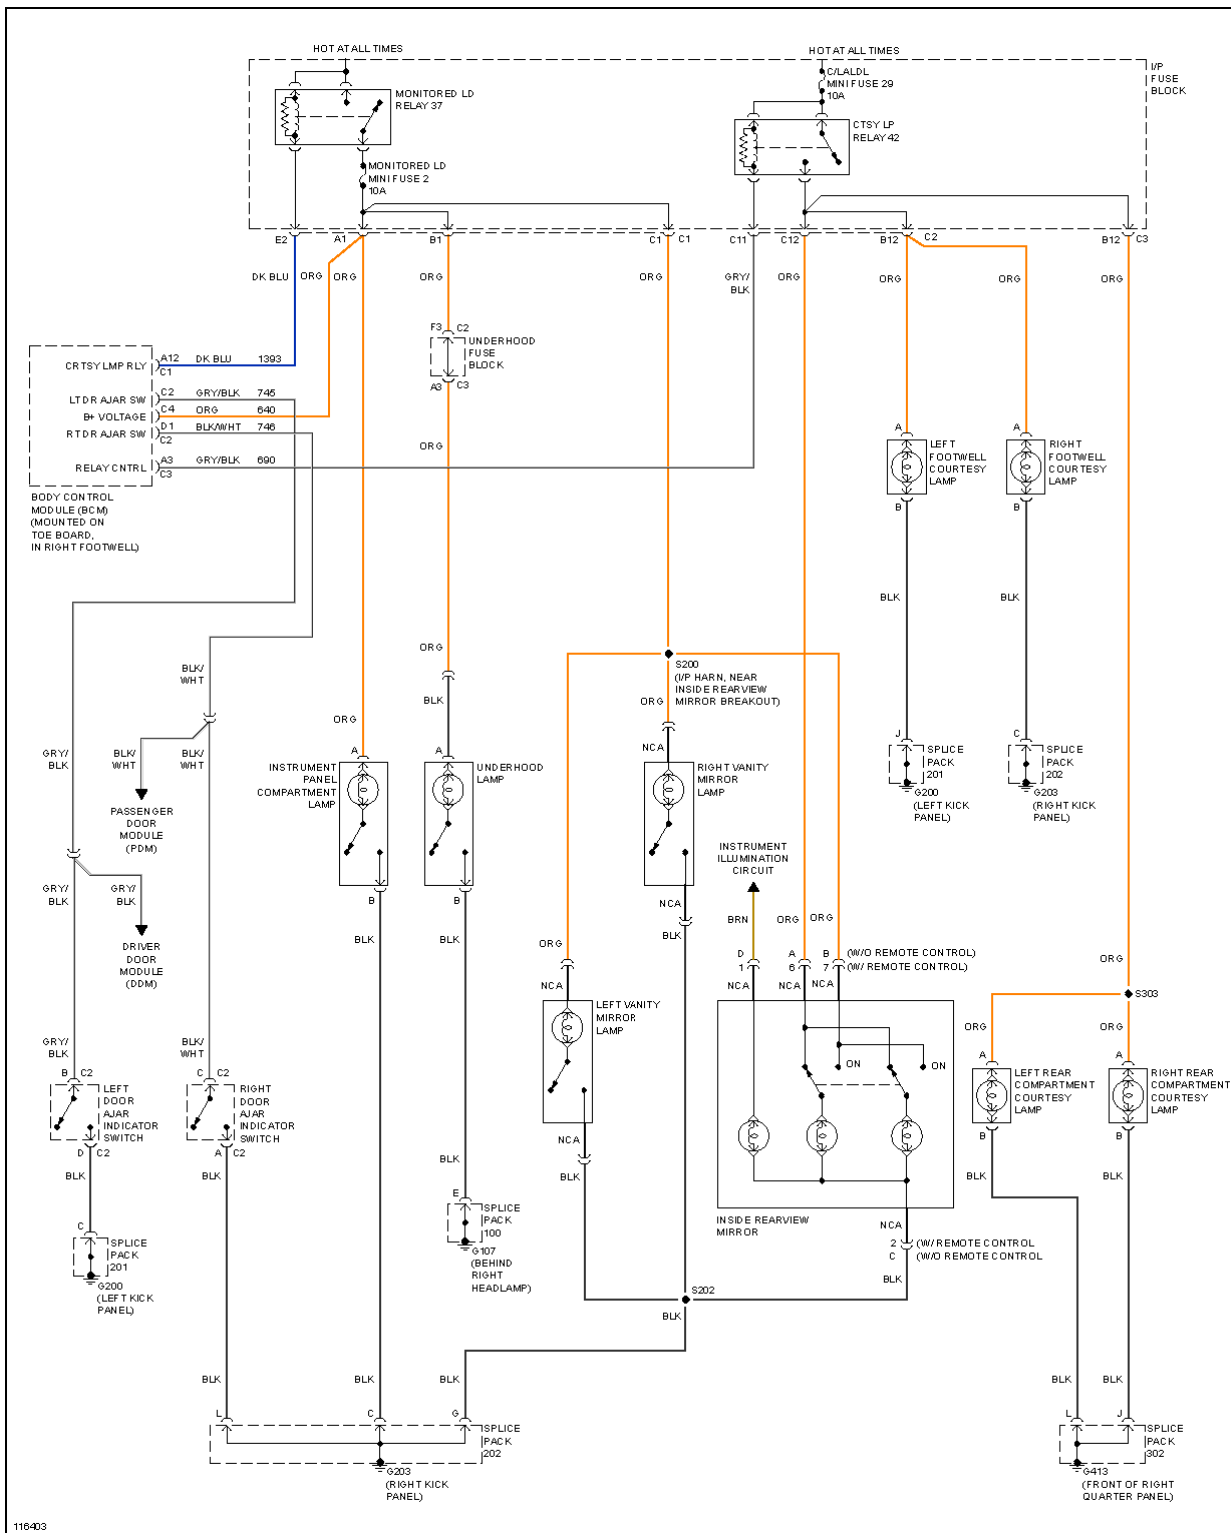 HOT AT ALL TIMES
HOT AT ALL TIMES
I/P
FUSE
BLOCK
C/LALDL
MINI FUSE 29
10A
MONITORED LD
RELAY 37
CTSY LP
RELAY 42
MONITORED LD
MINI FUSE 2
10A
E2
A1
B1
C1
C1
C11
C12
B12
C2
B12
C3
DK BLU
ORG
ORG
ORG
ORG
GRY/
BLK
ORG
ORG
ORG
ORG
F3
C2
UNDERHOOD
FUSE
BLOCK
A3
C3
CRTSY LMP RLY
A12
DK BLU
1393
C1
LT DR AJAR SW
C2
GRY/BLK
745
B+ VOLTAGE
C4
ORG
640
RT DR AJAR SW
D1
BLK/WHT
746
C2
RELAY CNTRL
A3
GRY/BLK
690
C3
BODY CONTROL
MODULE (BCM)
(MOUNTED ON
TOE BOARD,
IN RIGHT FOOTWELL)
ORG
A
LEFT
FOOTWELL
COURTESY
LAMP
B
A
RIGHT
FOOTWELL
COURTESY
LAMP
B
BLK
BLK
ORG
BLK/
WHT
S200
(I/P HARN, NEAR
INSIDE REARVIEW
MIRROR BREAKOUT)
ORG
BLK
ORG
NCA
J
SPLICE
PACK
201
G200
(LEFT KICK
PANEL)
C
SPLICE
PACK
202
G203
(RIGHT KICK
PANEL)
GRY/
BLK
BLK/
WHT
BLK/
WHT
A
INSTRUMENT
PANEL
COMPARTMENT
LAMP
B
A
UNDERHOOD
LAMP
B
RIGHT VANITY
MIRROR
LAMP
PASSENGER
DOOR
MODULE
(PDM)
INSTRUMENT
ILLUMINATION
CIRCUIT
GRY/
BLK
GRY/
BLK
NCA
BRN
ORG
ORG
BLK
BLK
BLK
DRIVER
DOOR
MODULE
(DDM)
ORG
D
A
B
(W/O REMOTE CONTROL)
1
6
7
(W/ REMOTE CONTROL)
ORG
NCA
NCA
NCA
NCA
S303
LEFT VANITY
MIRROR
LAMP
ORG
ORG
GRY/
BLK
BLK/
WHT
ON
ON
A
LEFT REAR
COMPARTMENT
COURTESY
LAMP
B
A
RIGHT REAR
COMPARTMENT
COURTESY
LAMP
B
B
C2
LEFT
DOOR
AJAR
INDICATOR
SWITCH
D
C2
C
C2
RIGHT
DOOR
AJAR
INDICATOR
SWITCH
A
C2
NCA
BLK
BLK
BLK
BLK
BLK
BLK
BLK
E
SPLICE
PACK
100
G107
(BEHIND
RIGHT
HEADLAMP)
INSIDE REARVIEW
MIRROR
NCA
2
(W/ REMOTE CONTROL
C
(W/O REMOTE CONTROL
BLK
C
SPLICE
PACK
201
G200
(LEFT KICK
PANEL)
S202
BLK
BLK
BLK
BLK
BLK
BLK
L
C
G
SPLICE
PACK
202
G203
(RIGHT KICK
PANEL)
L
J
SPLICE
PACK
302
G413
(FRONT OF RIGHT
QUARTER PANEL)
116403